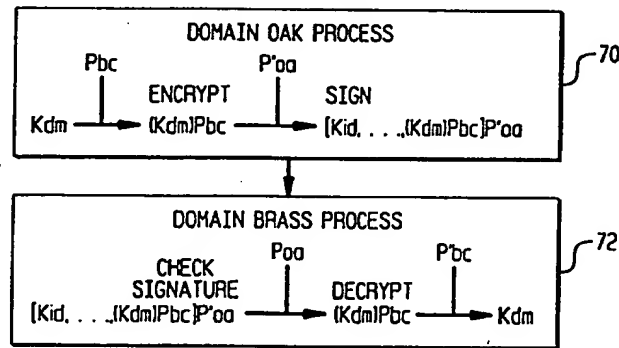 DOMAIN OAK PROCESS
70
Pbc
P'oa
ENCRYPT
SIGN
Kdm
(Kdm)Pbc
[Kid. . . .,(Kdm)Pbc]P'oa
DOMAIN BRASS PROCESS
72
Poa
P'bc
CHECK
SIGNATURE
DECRYPT
[Kid. . . .,(Kdm)Pbc]P'oa
(Kdm)Pbc
Kdm